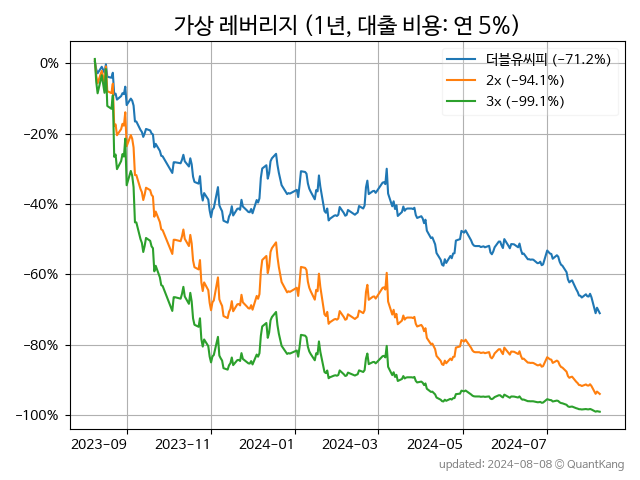 가상 레버리지 (1년, 대출 비용: 연 5%)
더블유씨피 (−71.2%)
2x (−94.1%)
3x (−99.1%)
0%
−20%
−40%
−60%
−80%
−100%
2023-09 2023-11 2024-01 2024-03 2024-05 2024-07
updated: 2024-08-08 © QuantKang